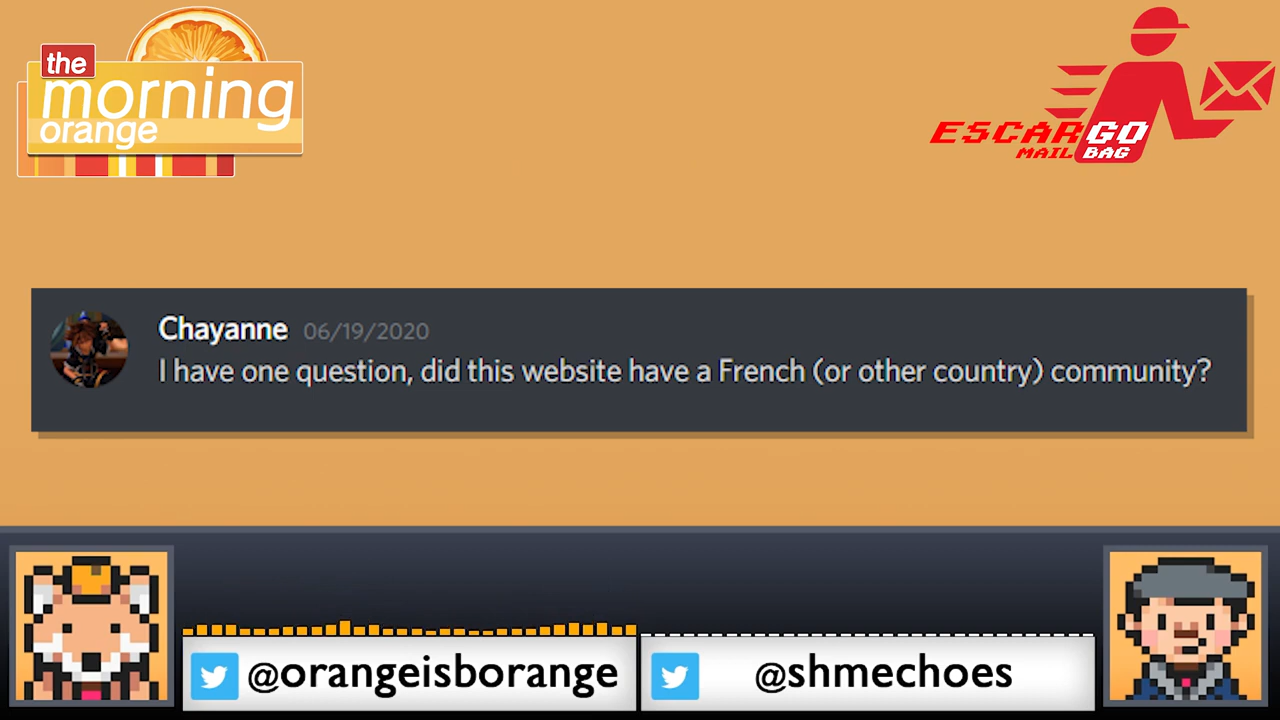 the
morning
orange
ESCARGO
MAIL BAG
Chayanne 06/19/2020
I have one question, did this website have a French (or other country) community?
@orangeisborange
@shmechoes